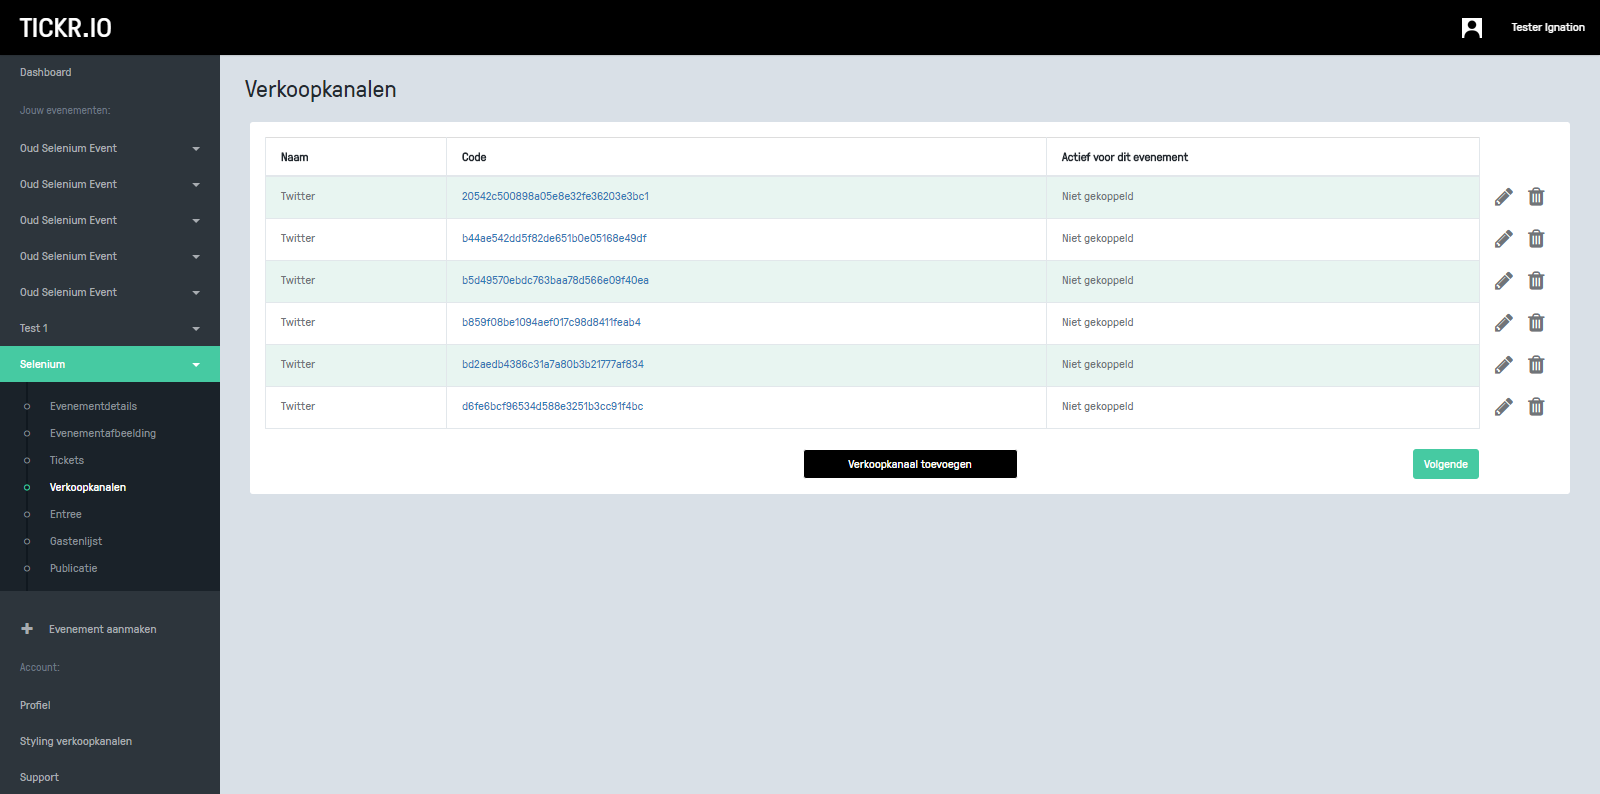 TICKR.IO
Tester Ignation
Dashboard
Jouw evenementen:
Oud Selenium Event
Oud Selenium Event
Oud Selenium Event
Oud Selenium Event
Oud Selenium Event
Test 1
Selenium
Evenementdetails
Evenementafbeelding
Tickets
Verkoopkanalen
Entree
Gastenlijst
Publicatie
Evenement aanmaken
Account:
Profiel
Styling verkoopkanalen
Support
Verkoopkanalen
Naam Code Actief voor dit evenement
Twitter 20542c500898a05e8e32fe36203e3bc1 Niet gekoppeld
Twitter b44ae542dd5f82de651b0e05168e49df Niet gekoppeld
Twitter b5d49570ebdc763baa78d566e09f40ea Niet gekoppeld
Twitter b859f08be1094aef017c98d8411feab4 Niet gekoppeld
Twitter bd2aedb4386c31a7a80b3b21777af834 Niet gekoppeld
Twitter d6fe6bcf96534d588e3251b3cc91f4bc Niet gekoppeld
Verkoopkanaal toevoegen
Volgende